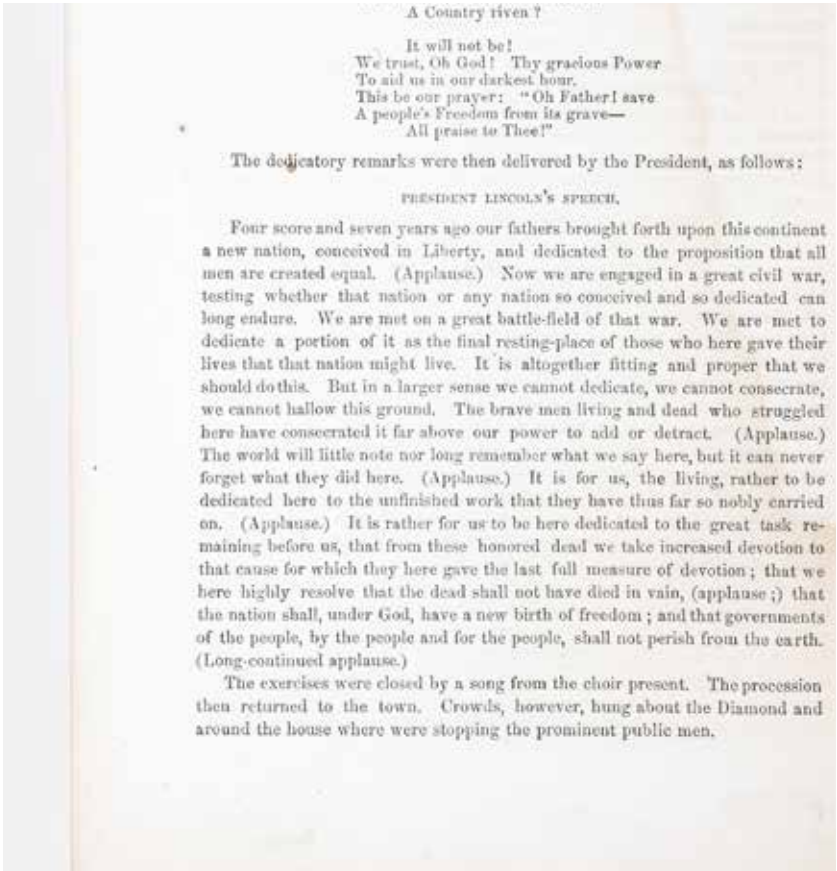 A Country riven ?
It will not be!
We trust, Oh God! Thy gracious Power
To aid us in our darkest hour.
This be our prayer: "Oh Father! save
A people's Freedom from its grave—
All praise to Thee!"
The dedicatory remarks were then delivered by the President, as follows:
PRESIDENT LINCOLN'S SPEECH.
Four score and seven years ago our fathers brought forth upon this continent
a new nation, conceived in Liberty, and dedicated to the proposition that all
men are created equal. (Applause.) Now we are engaged in a great civil war,
testing whether that nation or any nation so conceived and so dedicated can
long endure. We are met on a great battle-field of that war. We are met to
dedicate a portion of it as the final resting-place of those who here gave their
lives that that nation might live. It is altogether fitting and proper that we
should do this. But in a larger sense we cannot dedicate, we cannot consecrate,
we cannot hallow this ground. The brave men living and dead who struggled
here have consecrated it far above our power to add or detract. (Applause.)
The world will little note nor long remember what we say here, but it can never
forget what they did here. (Applause.) It is for us, the living, rather to be
dedicated here to the unfinished work that they have thus far so nobly carried
on. (Applause.) It is rather for us to be here dedicated to the great task re-
maining before us, that from these honored dead we take increased devotion to
that cause for which they here gave the last full measure of devotion; that we
here highly resolve that the dead shall not have died in vain, (applause;) that
the nation shall, under God, have a new birth of freedom; and that governments
of the people, by the people and for the people, shall not perish from the earth.
(Long-continued applause.)
The exercises were closed by a song from the choir present. The procession
then returned to the town. Crowds, however, hung about the Diamond and
around the house where were stopping the prominent public men.